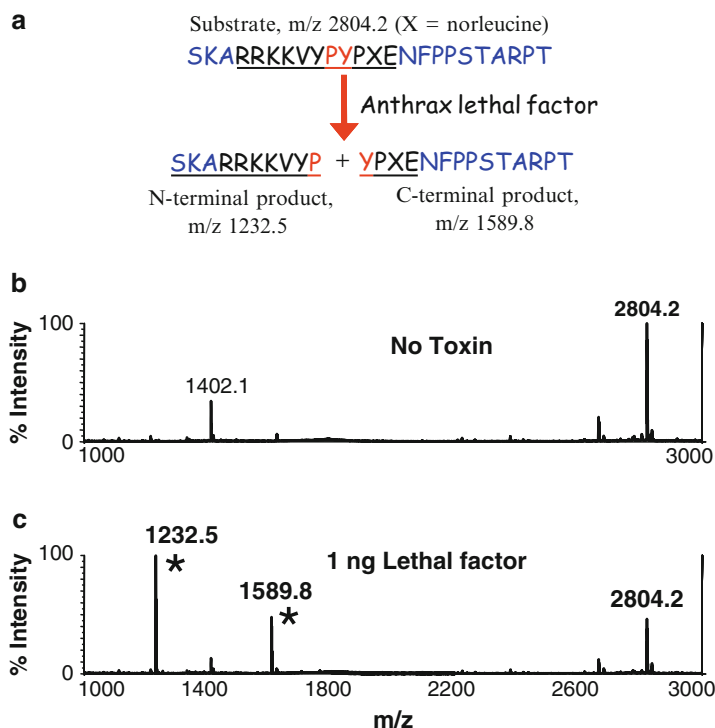 a
Substrate, m/z 2804.2 (X = norleucine)
SKARRKKVYPYPXENFPPSTARPT
Anthrax lethal factor
SKARRKKVYP + YPXENFPPSTARPT
N-terminal product, m/z 1232.5
C-terminal product, m/z 1589.8
b
% Intensity
100
0
No Toxin
1402.1
2804.2
1000 3000
c
% Intensity
100
0
1 ng Lethal factor
1232.5
*
1589.8
*
2804.2
1000 1400 1800 2200 2600 3000
m/z